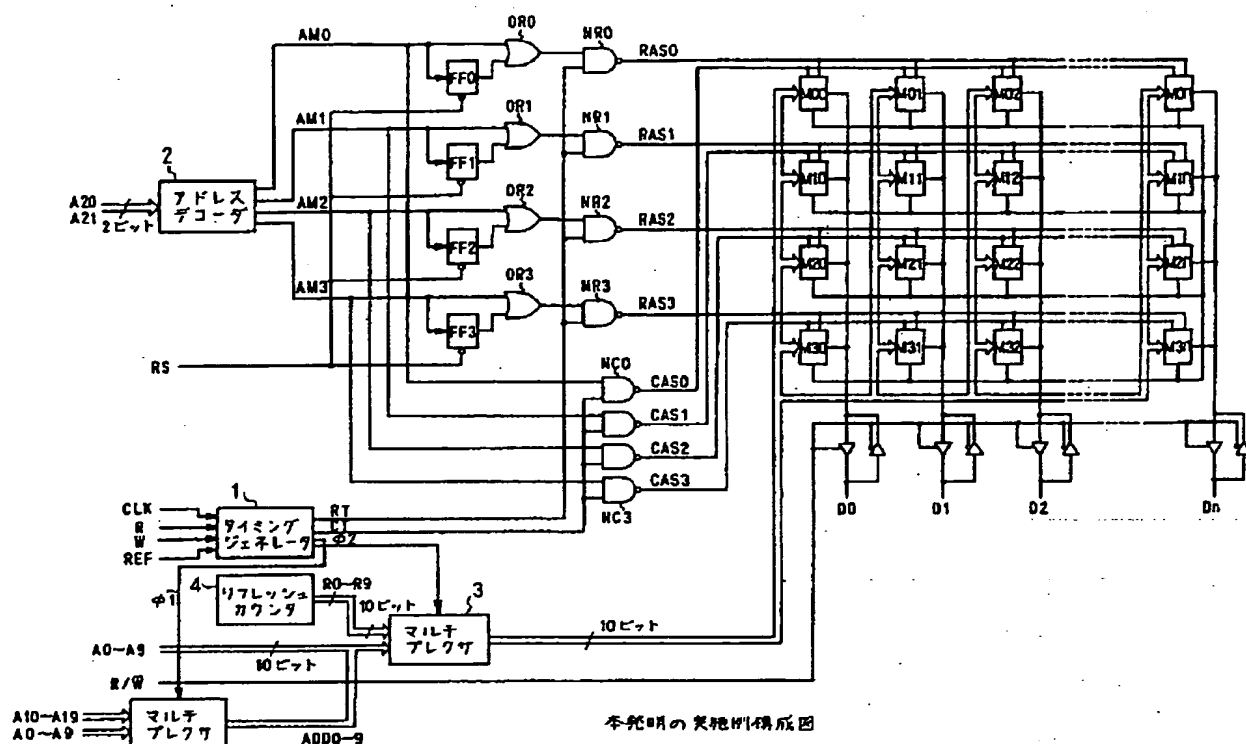 OR0
NR0
AM0
RAS0
FF0
M00
M01
M02
M0n
OR1
NR1
AM1
RAS1
FF1
M10
M11
M12
M1n
2
アドレス
デコーダ
A20
A21
2ビット
OR2
NR2
AM2
RAS2
FF2
M20
M21
M22
M2n
OR3
NR3
AM3
RAS3
FF3
M30
M31
M32
M3n
RS
NC0
CAS0
CAS1
CAS2
CAS3
NC3
D0
D1
D2
Dn
1
CLK
R
W
REF
タイミング
ジェネレータ
RT
CT
φ2
φ1
4
リフレッシュ
カウンタ
R0~R9
10ビット
3
マルチ
プレクサ
10ビット
A0~A9
10ビット
R/W
A10~A19
A0~A9
マルチ
プレクサ
ADD0-9
本発明の実施例構成図